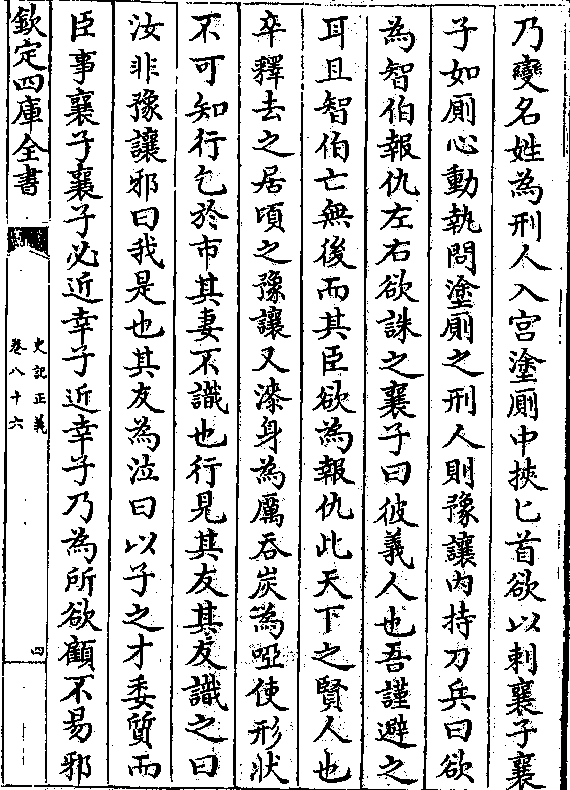 乃變名姓為刑人入宮塗廁中挾匕首欲以刺襄子襄
子如廁心動執問塗廁之刑人則豫讓內持刀兵曰欲
為智伯報仇左右欲誅之襄子曰彼義人也吾謹避之
耳且智伯亡無後而其臣欲為報仇此天下之賢人也
卒釋去之居頃之豫讓又漆身為厲吞炭為啞使形狀
不可知行乞於市其妻不識也行見其友其友識之曰
汝非豫讓邪曰我是也其友為泣曰以子之才委質而
臣事襄子襄子必近幸子近幸子乃為所欲顧不易邪
欽定四庫全書
史記正義
卷八十六
四